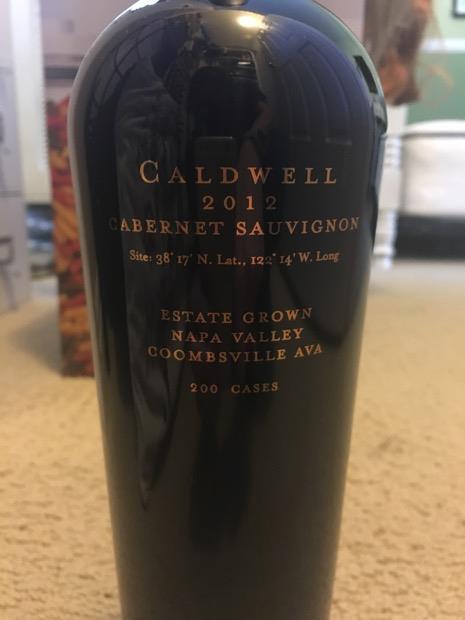 CALDWELL
2012
CABERNET SAUVIGNON
Site: 38° 17' N. Lat., 122° 14' W. Long
ESTATE GROWN
NAPA VALLEY
COOMBSVILLE AVA
200 CASES